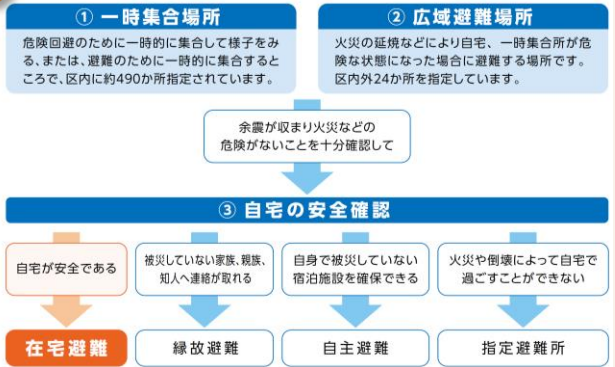 ① 一時集合場所
危険回避のために一時的に集合して様子をみ
る、または、避難のために一時的に集合すると
ころで、区内に約490か所指定されています。
② 広域避難場所
火災の延焼などにより自宅、一時集合所が危
険な状態になった場合に避難する場所です。
区内外24か所を指定しています。
余震が収まり火災などの
危険がないことを十分確認して
③ 自宅の安全確認
自宅が安全である
被災していない家族、親族、
知人へ連絡が取れる
自身で被災していない
宿泊施設を確保できる
火災や倒壊によって自宅で
過ごすことができない
在宅避難
縁故避難
自主避難
指定避難所